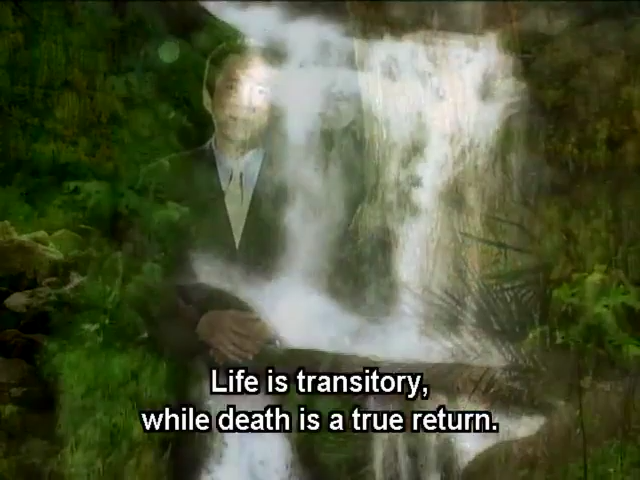 Life is transitory,
while death is a true return.